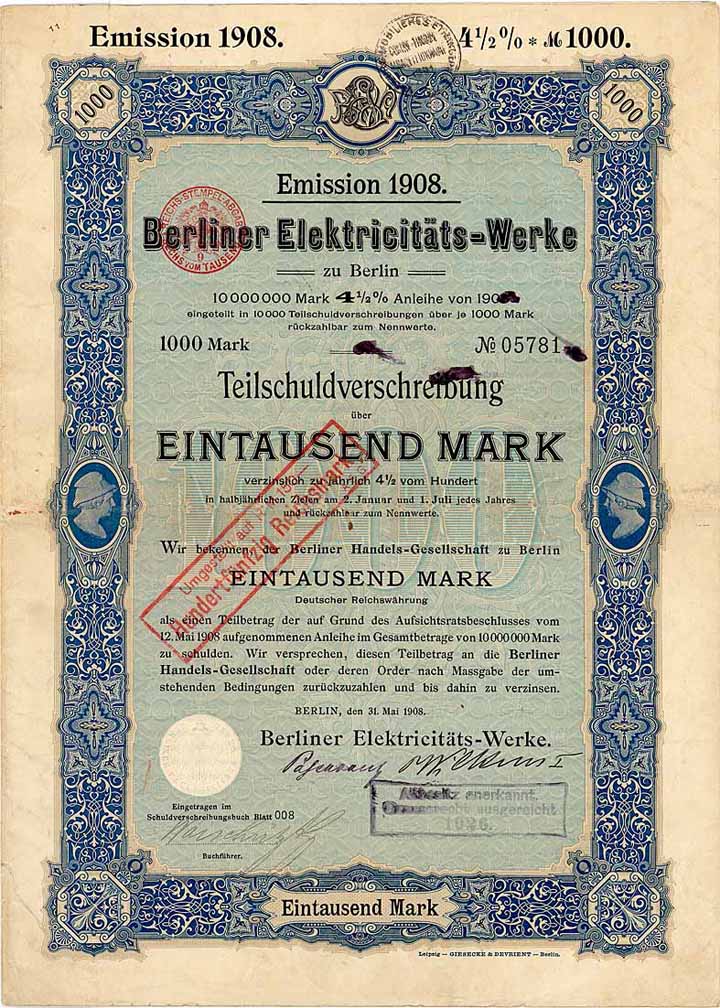 Emission 1908.
4½% * ℳ 1000.
1000
1000
Emission 1908.
Berliner Elektricitäts-Werke
zu Berlin
10000000 Mark 4½% Anleihe von 190
eingeteilt in 10000 Teilschuldverschreibungen über je 1000 Mark
rückzahlbar zum Nennwerte.
1000 Mark
№ 05781
Teilschuldverschreibung
über
EINTAUSEND MARK
verzinslich zu jährlich 4½ vom Hundert
in halbjährlichen Zielen am 2. Januar und 1. Juli jedes Jahres
und rückzahlbar zum Nennwerte.
Umgestellt auf
Hundertfünfzig Reichsmark
Wir bekennen, der Berliner Handels-Gesellschaft zu Berlin
EINTAUSEND MARK
Deutscher Reichswährung
als einen Teilbetrag der auf Grund des Aufsichtsratsbeschlusses vom
12. Mai 1908 aufgenommenen Anleihe im Gesamtbetrage von 10000000 Mark
zu schulden. Wir versprechen, diesen Teilbetrag an die Berliner
Handels-Gesellschaft oder deren Order nach Massgabe der um-
stehenden Bedingungen zurückzuzahlen und bis dahin zu verzinsen.
BERLIN, den 31. Mai 1908.
Berliner Elektricitäts-Werke.
Altbesitz anerkannt.
ausgereicht
1926.
Eingetragen im
Schuldverschreibungsbuch Blatt 008
Buchführer.
Eintausend Mark
Leipzig — GIESECKE & DEVRIENT — Berlin.